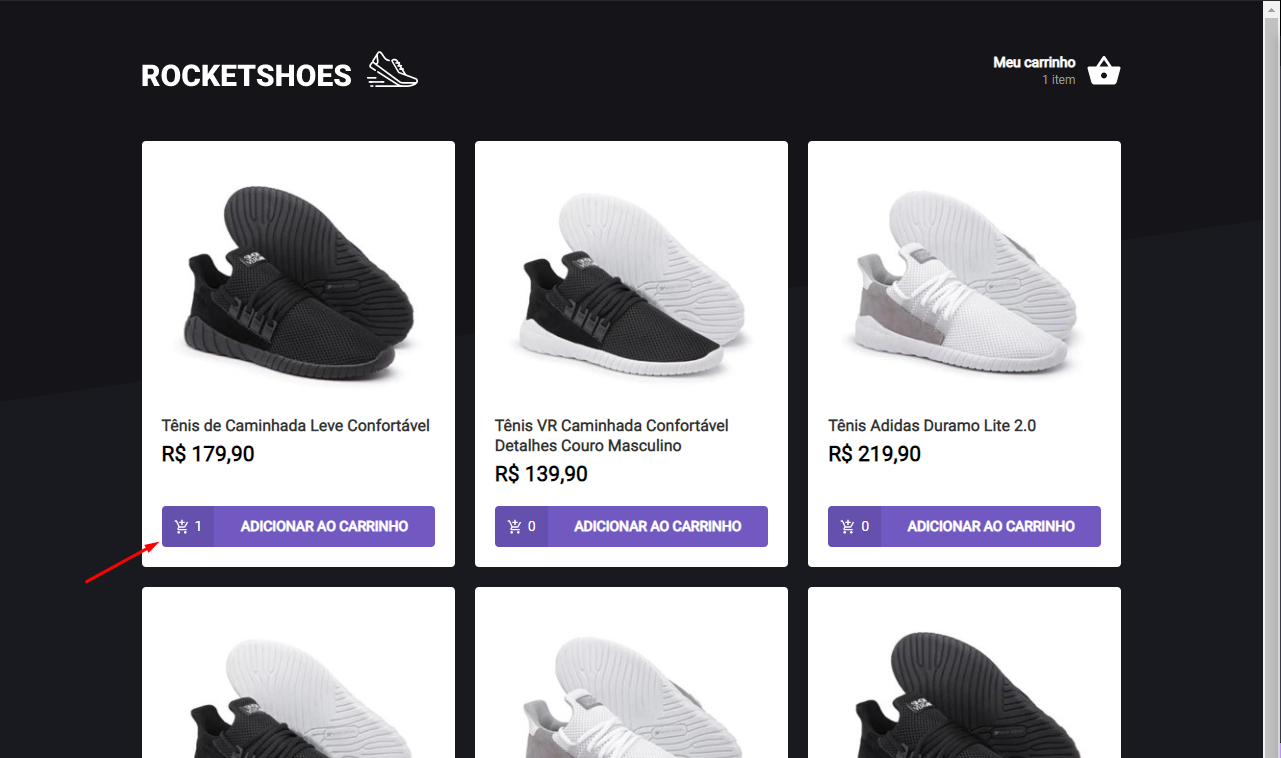 ROCKETSHOES
Meu carrinho
1 item
Tênis de Caminhada Leve Confortável
R$ 179,90
1 ADICIONAR AO CARRINHO
Tênis VR Caminhada Confortável
Detalhes Couro Masculino
R$ 139,90
0 ADICIONAR AO CARRINHO
Tênis Adidas Duramo Lite 2.0
R$ 219,90
0 ADICIONAR AO CARRINHO